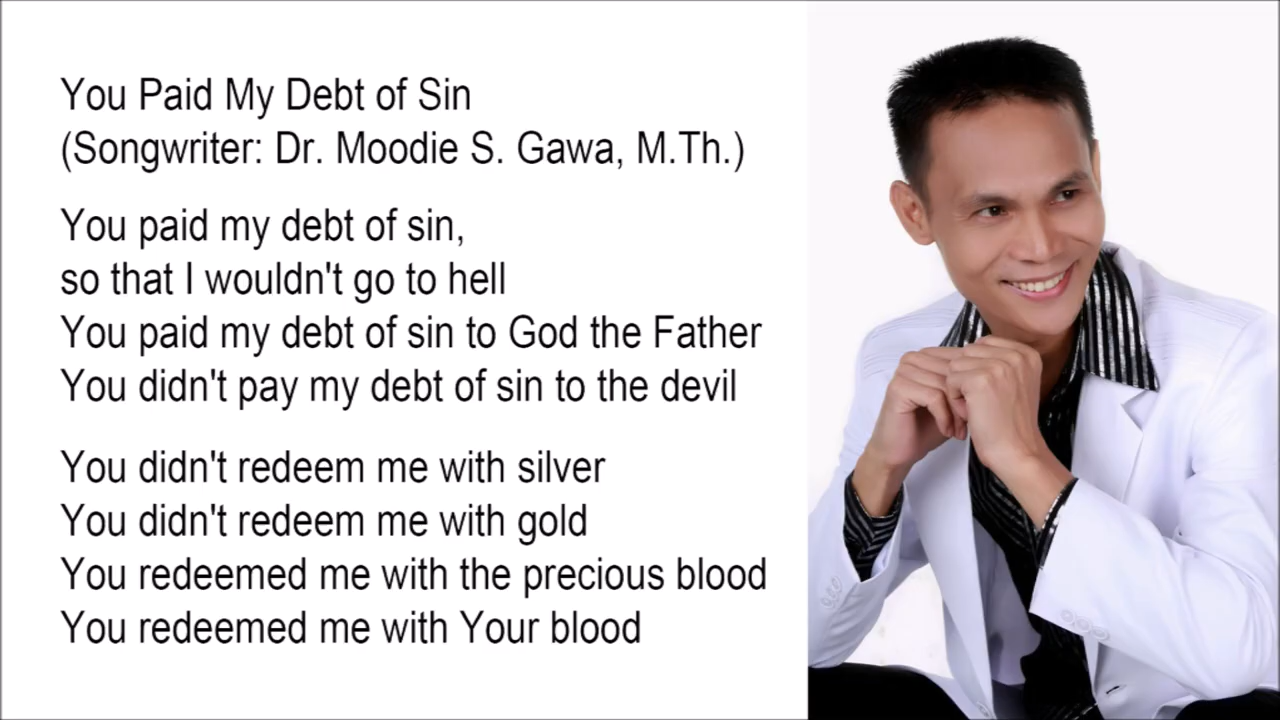 You Paid My Debt of Sin
(Songwriter: Dr. Moodie S. Gawa, M.Th.)
You paid my debt of sin,
so that I wouldn't go to hell
You paid my debt of sin to God the Father
You didn't pay my debt of sin to the devil
You didn't redeem me with silver
You didn't redeem me with gold
You redeemed me with the precious blood
You redeemed me with Your blood